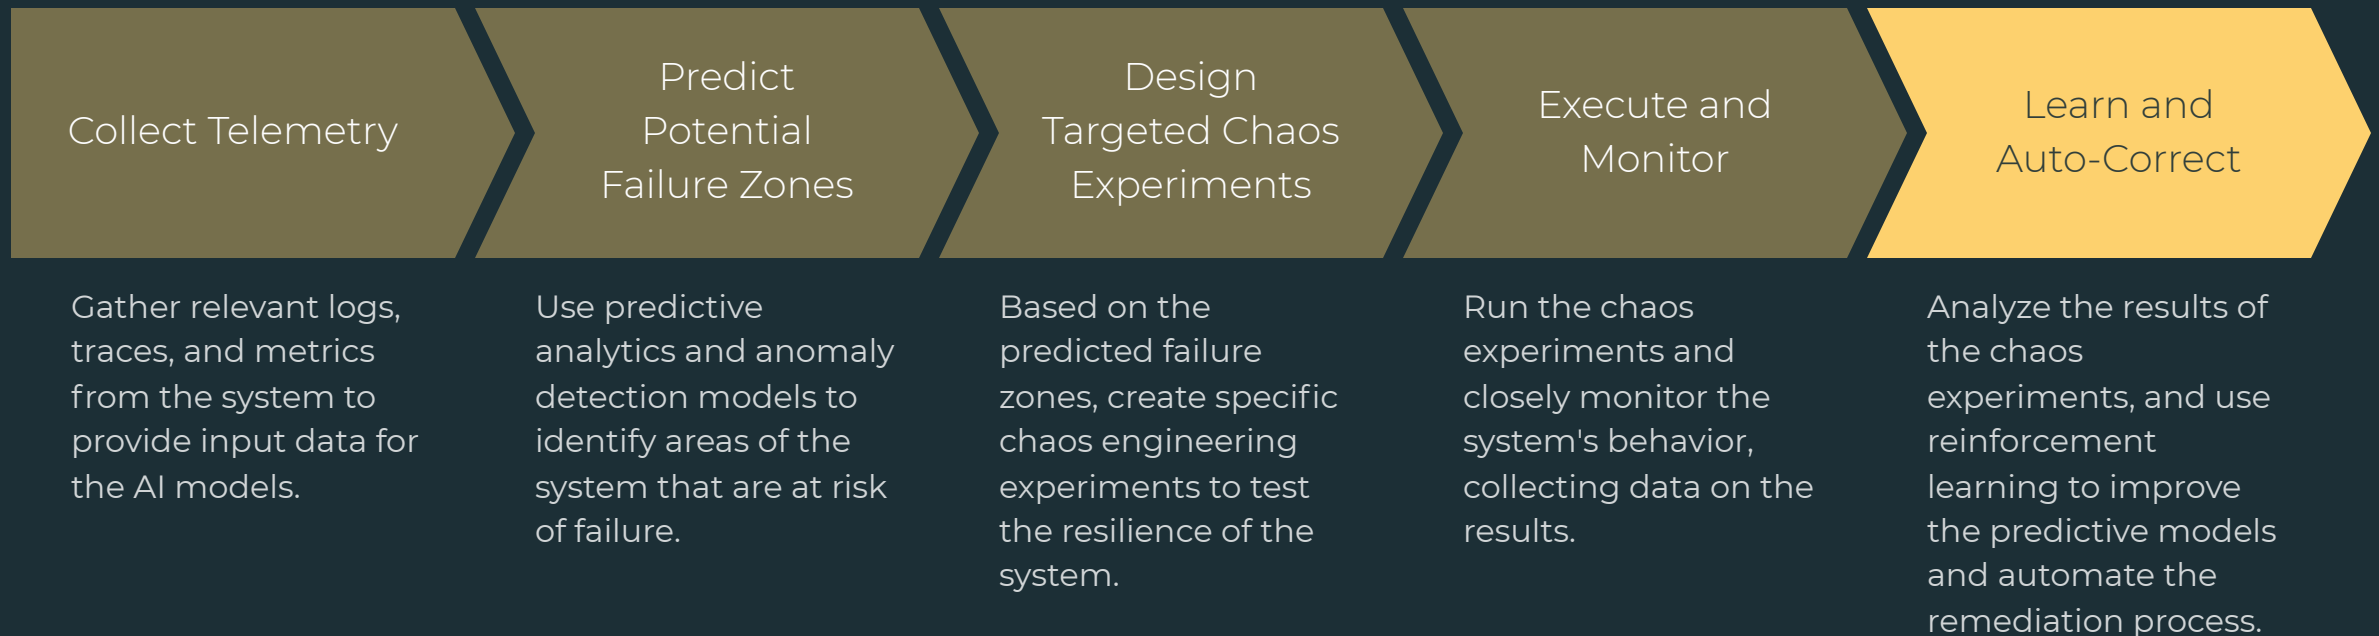 Collect Telemetry
Predict
Potential
Failure Zones
Design
Targeted Chaos
Experiments
Execute and
Monitor
Learn and
Auto-Correct
Gather relevant logs,
traces, and metrics
from the system to
provide input data for
the AI models.
Use predictive
analytics and anomaly
detection models to
identify areas of the
system that are at risk
of failure.
Based on the
predicted failure
zones, create specific
chaos engineering
experiments to test
the resilience of the
system.
Run the chaos
experiments and
closely monitor the
system's behavior,
collecting data on the
results.
Analyze the results of
the chaos
experiments, and use
reinforcement
learning to improve
the predictive models
and automate the
remediation process.